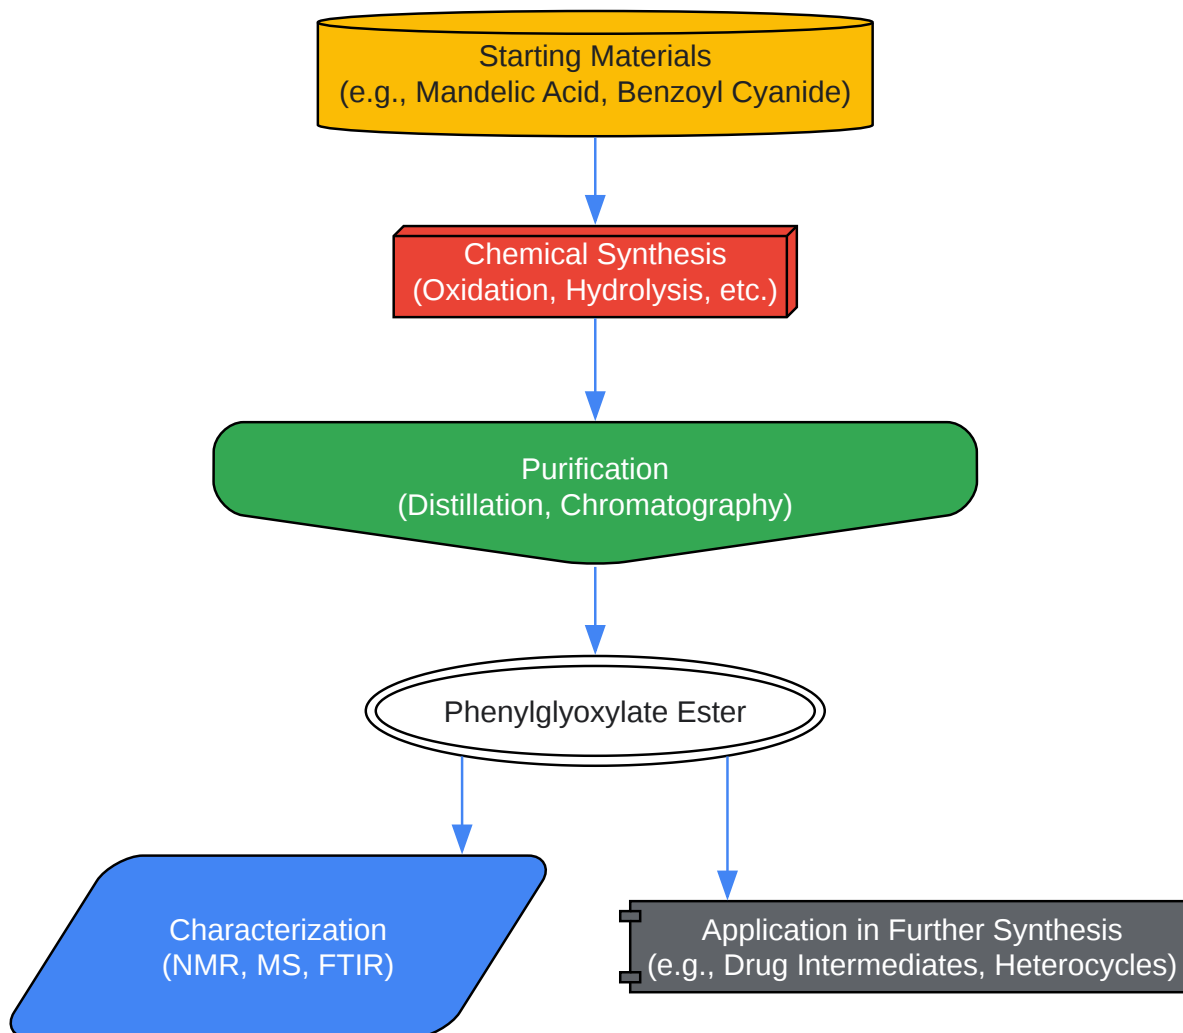 Starting Materials
(e.g., Mandelic Acid, Benzoyl Cyanide)
Chemical Synthesis
(Oxidation, Hydrolysis, etc.)
Purification
(Distillation, Chromatography)
Phenylglyoxylate Ester
Characterization
(NMR, MS, FTIR)
Application in Further Synthesis
(e.g., Drug Intermediates, Heterocycles)